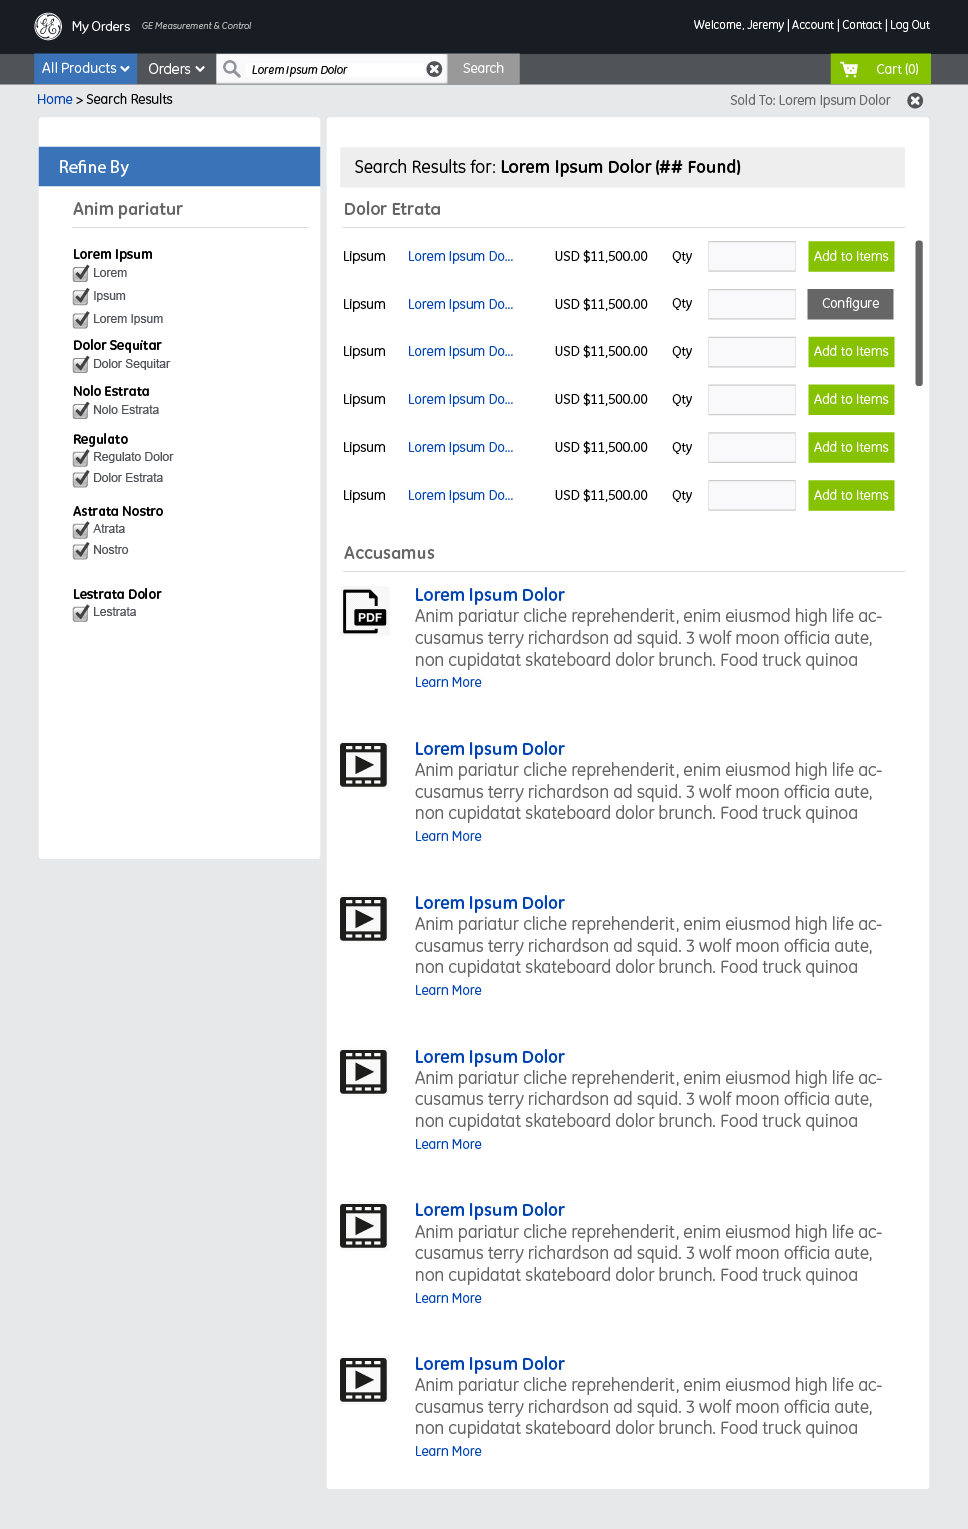 My Orders GE Measurement & Control Welcome, Jeremy | Account | Contact | Log Out
All Products Orders Lorem Ipsum Dolor Search Cart (0)
Home > Search Results Sold To: Lorem Ipsum Dolor
Refine By
Anim pariatur
Lorem Ipsum
Lorem
Ipsum
Lorem Ipsum
Dolor Sequitar
Dolor Sequitar
Nolo Estrata
Nolo Estrata
Regulato
Regulato Dolor
Dolor Estrata
Astrata Nostro
Atrata
Nostro
Lestrata Dolor
Lestrata
Search Results for: Lorem Ipsum Dolor (## Found)
Dolor Etrata
Lipsum Lorem Ipsum Do... USD $11,500.00 Qty Add to Items
Lipsum Lorem Ipsum Do... USD $11,500.00 Qty Configure
Lipsum Lorem Ipsum Do... USD $11,500.00 Qty Add to Items
Lipsum Lorem Ipsum Do... USD $11,500.00 Qty Add to Items
Lipsum Lorem Ipsum Do... USD $11,500.00 Qty Add to Items
Lipsum Lorem Ipsum Do... USD $11,500.00 Qty Add to Items
Accusamus
PDF
Lorem Ipsum Dolor
Anim pariatur cliche reprehenderit, enim eiusmod high life ac-
cusamus terry richardson ad squid. 3 wolf moon officia aute,
non cupidatat skateboard dolor brunch. Food truck quinoa
Learn More
Lorem Ipsum Dolor
Anim pariatur cliche reprehenderit, enim eiusmod high life ac-
cusamus terry richardson ad squid. 3 wolf moon officia aute,
non cupidatat skateboard dolor brunch. Food truck quinoa
Learn More
Lorem Ipsum Dolor
Anim pariatur cliche reprehenderit, enim eiusmod high life ac-
cusamus terry richardson ad squid. 3 wolf moon officia aute,
non cupidatat skateboard dolor brunch. Food truck quinoa
Learn More
Lorem Ipsum Dolor
Anim pariatur cliche reprehenderit, enim eiusmod high life ac-
cusamus terry richardson ad squid. 3 wolf moon officia aute,
non cupidatat skateboard dolor brunch. Food truck quinoa
Learn More
Lorem Ipsum Dolor
Anim pariatur cliche reprehenderit, enim eiusmod high life ac-
cusamus terry richardson ad squid. 3 wolf moon officia aute,
non cupidatat skateboard dolor brunch. Food truck quinoa
Learn More
Lorem Ipsum Dolor
Anim pariatur cliche reprehenderit, enim eiusmod high life ac-
cusamus terry richardson ad squid. 3 wolf moon officia aute,
non cupidatat skateboard dolor brunch. Food truck quinoa
Learn More